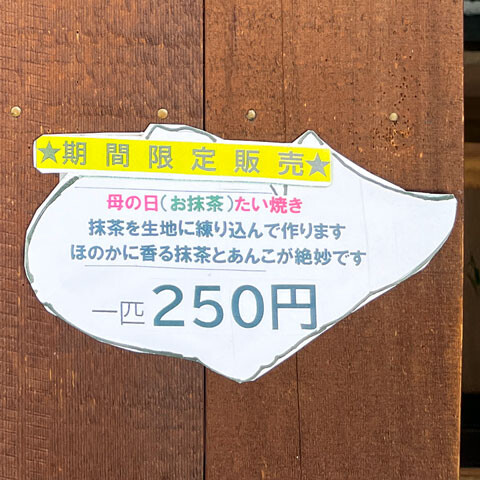 ★期間限定販売★
母の日(お抹茶)たい焼き
抹茶を生地に練り込んで作ります
ほのかに香る抹茶とあんこが絶妙です
一匹 250円